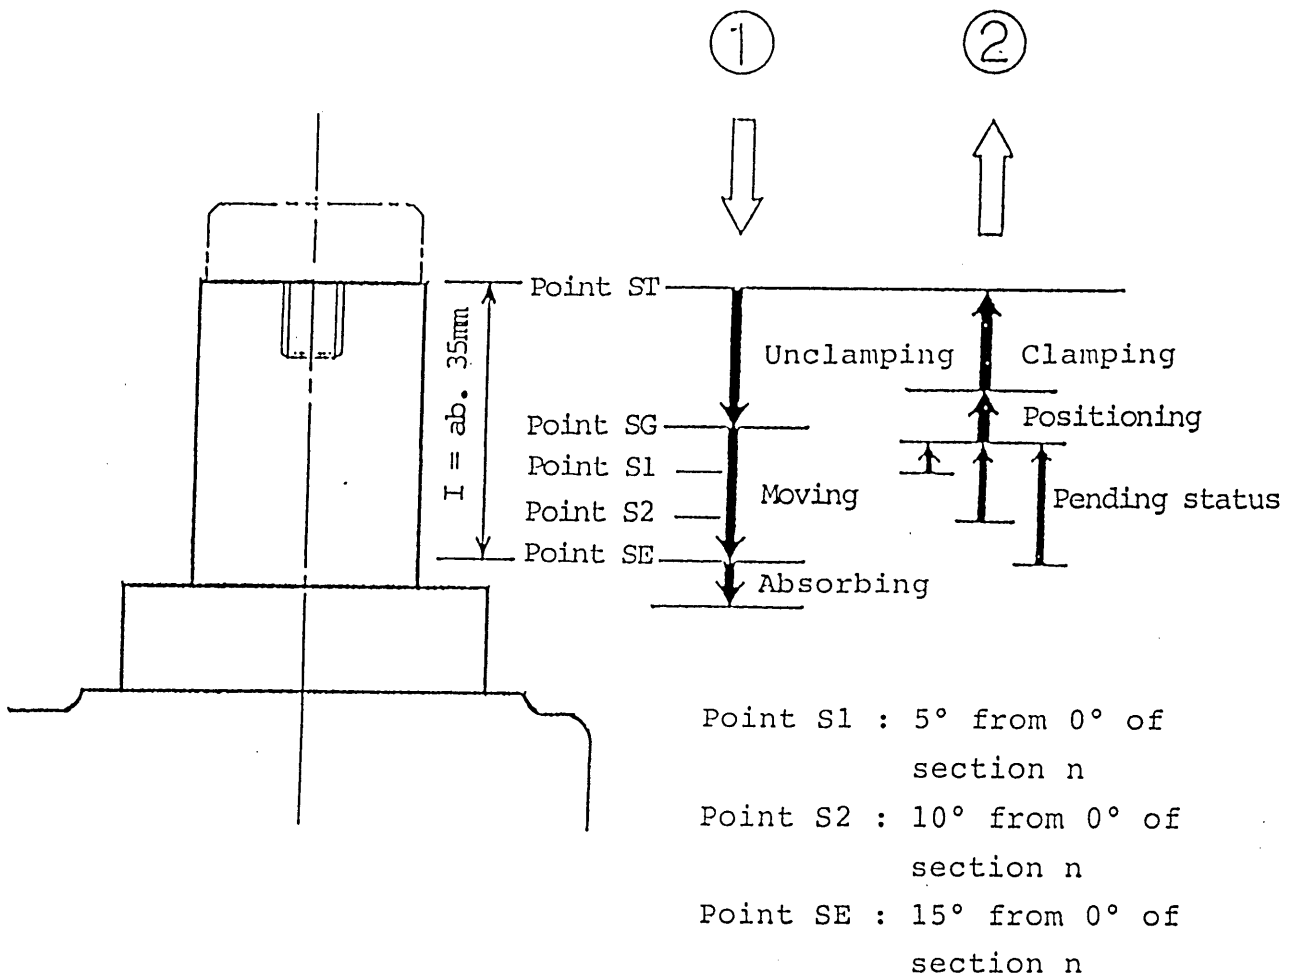 1
2
Point ST
I = ab. 35mm
Unclamping
Clamping
Point SG
Positioning
Point S1
Moving
Pending status
Point S2
Point SE
Absorbing
Point S1 : 5° from 0° of
section n
Point S2 : 10° from 0° of
section n
Point SE : 15° from 0° of
section n